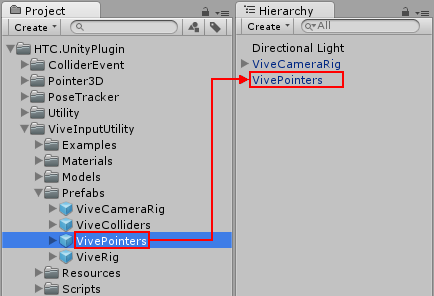 Project
Create
HTC.UnityPlugin
ColliderEvent
Pointer3D
PoseTracker
Utility
ViveInputUtility
Examples
Materials
Models
Prefabs
ViveCameraRig
ViveColliders
VivePointers
ViveRig
Resources
Scripts
Hierarchy
Create All
Directional Light
ViveCameraRig
VivePointers